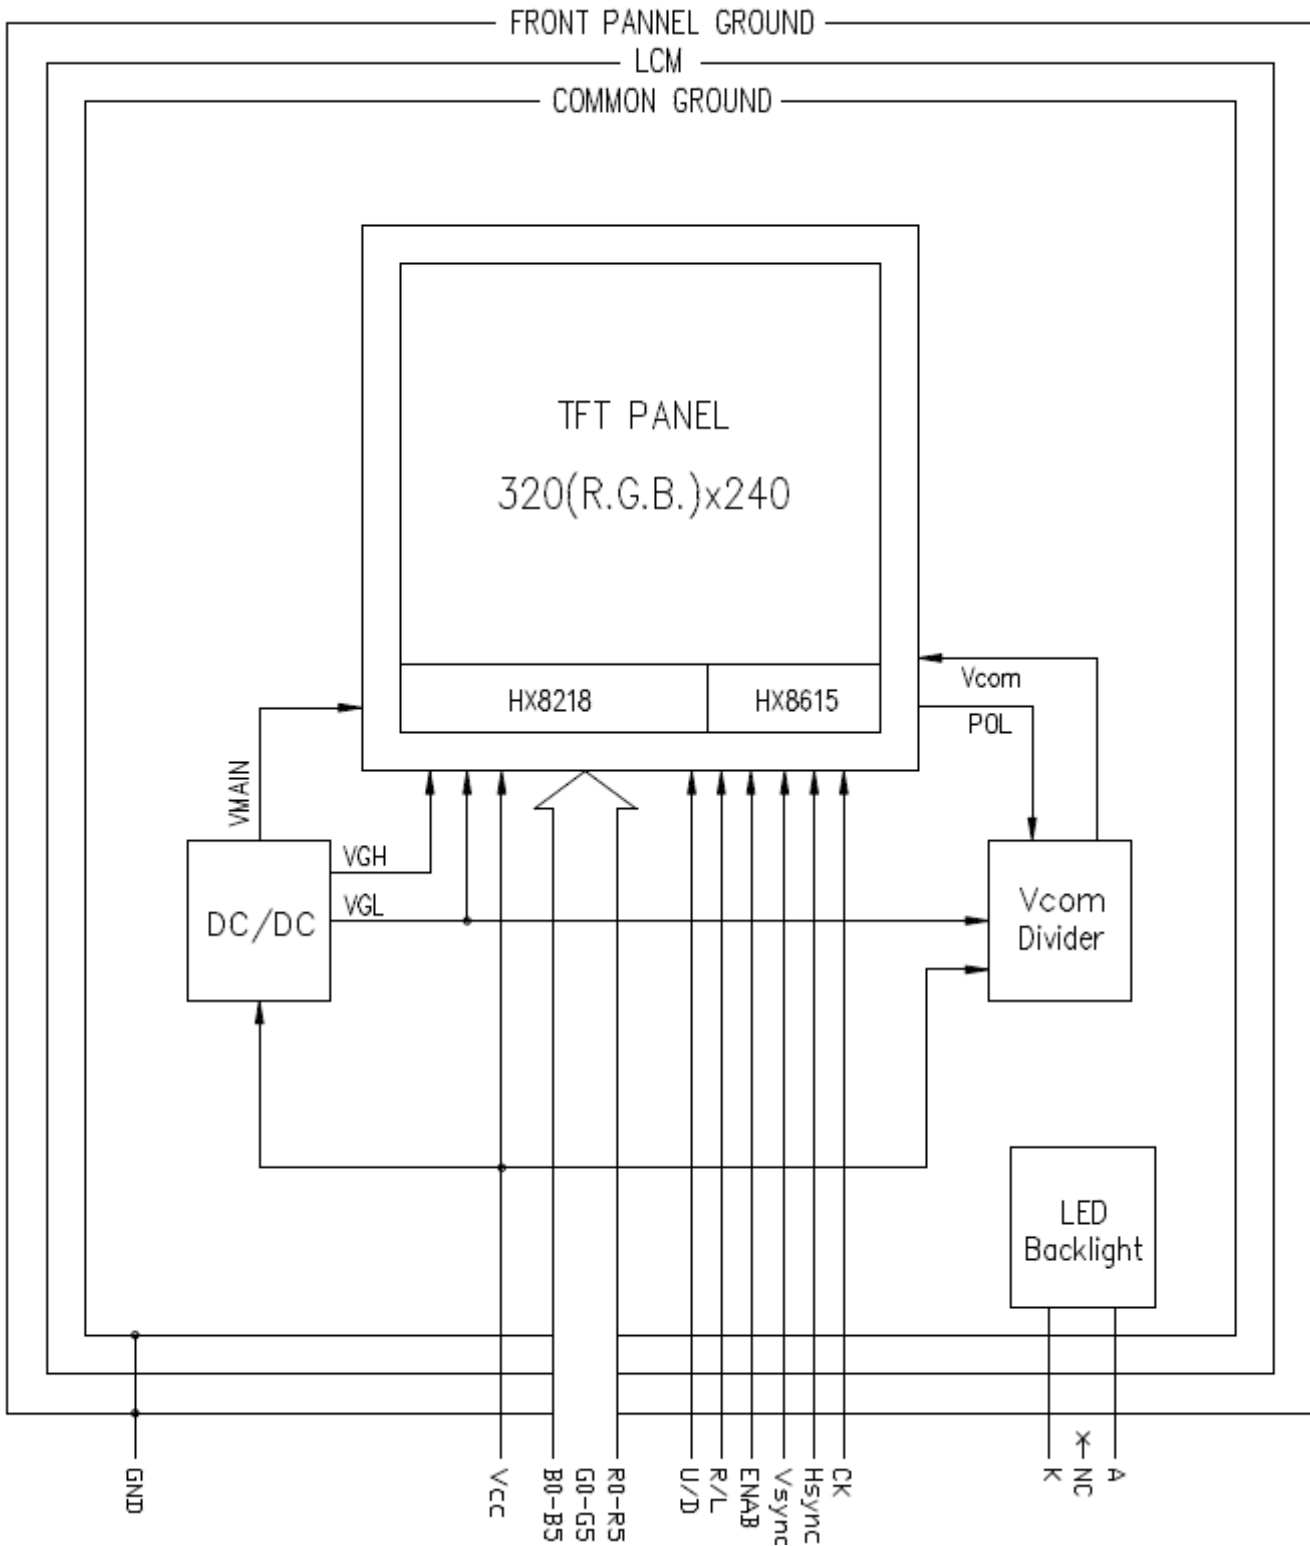 FRONT PANNEL GROUND
LCM
COMMON GROUND
TFT PANEL
320(R.G.B.)x240
HX8218
HX8615
Vcom
POL
VMAIN
VGH
VGL
DC/DC
Vcom
Divider
LED
Backlight
GND
Vcc
B0-B5
G0-G5
R0-R5
U/D
R/L
ENAB
Vsync
Hsync
CK
K
NC
A